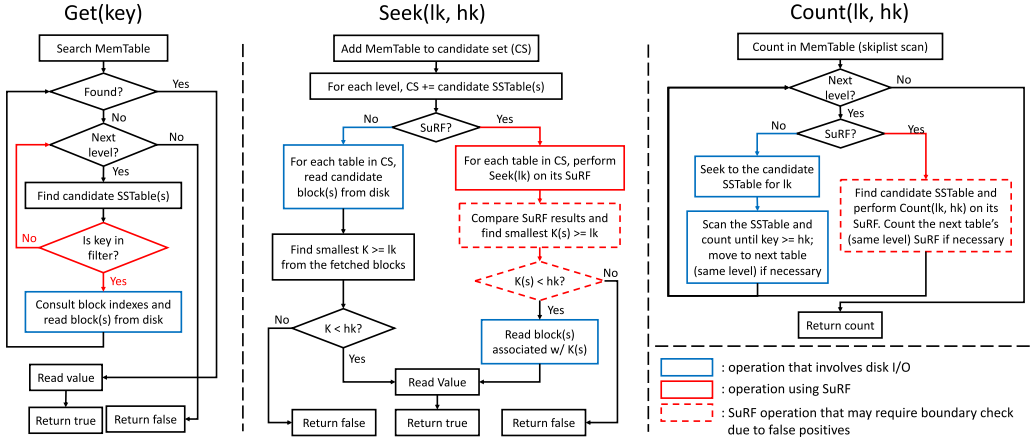 Get(key)
Search MemTable
Found?
Yes
No
Next
level?
No
Yes
Find candidate SSTable(s)
Is key in
filter?
No
Yes
Consult block indexes and
read block(s) from disk
Read value
Return true
Return false
Seek(lk, hk)
Add MemTable to candidate set (CS)
For each level, CS += candidate SSTable(s)
SuRF?
No
Yes
For each table in CS,
read candidate
block(s) from disk
Find smallest K >= lk
from the fetched blocks
K < hk?
No
Yes
For each table in CS, perform
Seek(lk) on its SuRF
Compare SuRF results and
find smallest K(s) >= lk
K(s) < hk?
No
Yes
Read block(s)
associated w/ K(s)
Read Value
Return false
Return true
Return false
Count(lk, hk)
Count in MemTable (skiplist scan)
Next
level?
No
Yes
SuRF?
No
Yes
Seek to the candidate
SSTable for lk
Scan the SSTable and
count until key >= hk;
move to next table
(same level) if necessary
Find candidate SSTable and
perform Count(lk, hk) on its
SuRF. Count the next table's
(same level) SuRF if necessary
Return count
: operation that involves disk I/O
: operation using SuRF
: SuRF operation that may require boundary check
due to false positives